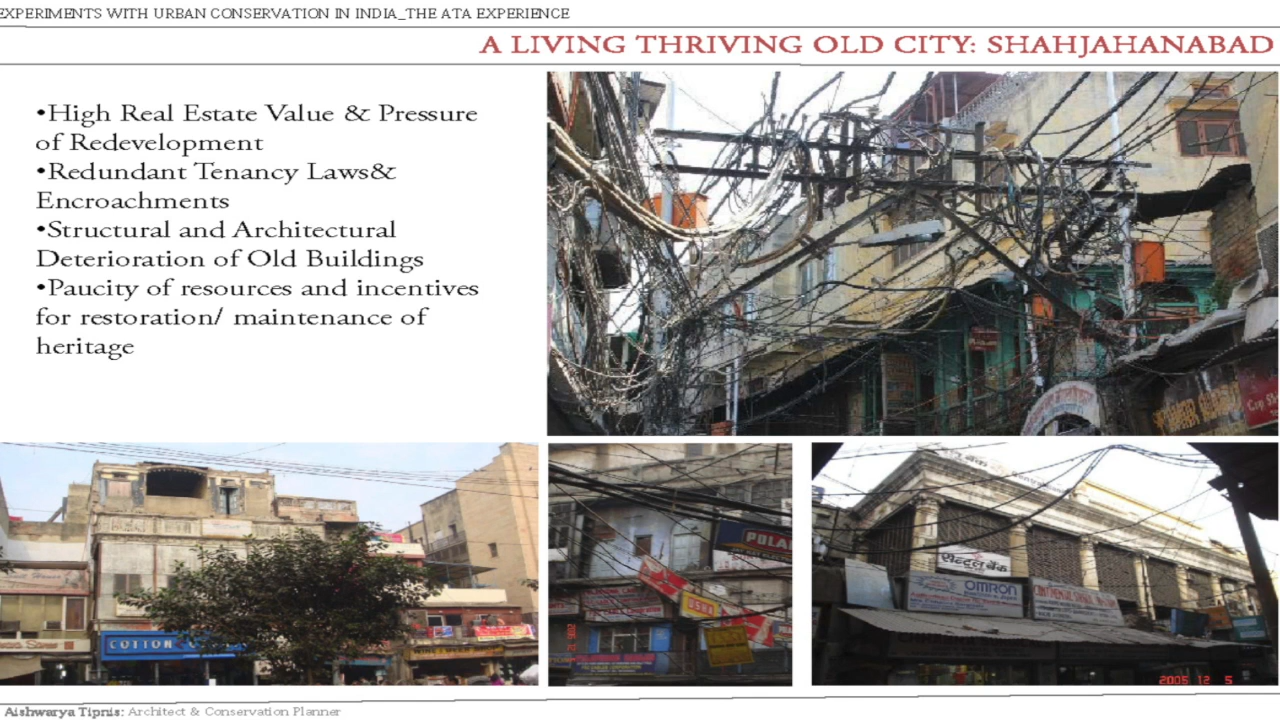 EXPERIMENTS WITH URBAN CONSERVATION IN INDIA_THE ATA EXPERIENCE
A LIVING THRIVING OLD CITY: SHAHJAHANABAD
•High Real Estate Value & Pressure
of Redevelopment
•Redundant Tenancy Laws&
Encroachments
•Structural and Architectural
Deterioration of Old Buildings
•Paucity of resources and incentives
for restoration/ maintenance of
heritage
COTTON
POLA
USHA
सेन्ट्रल बैंक
OMRON
2005 12 5
Aishwarya Tipnis: Architect & Conservation Planner